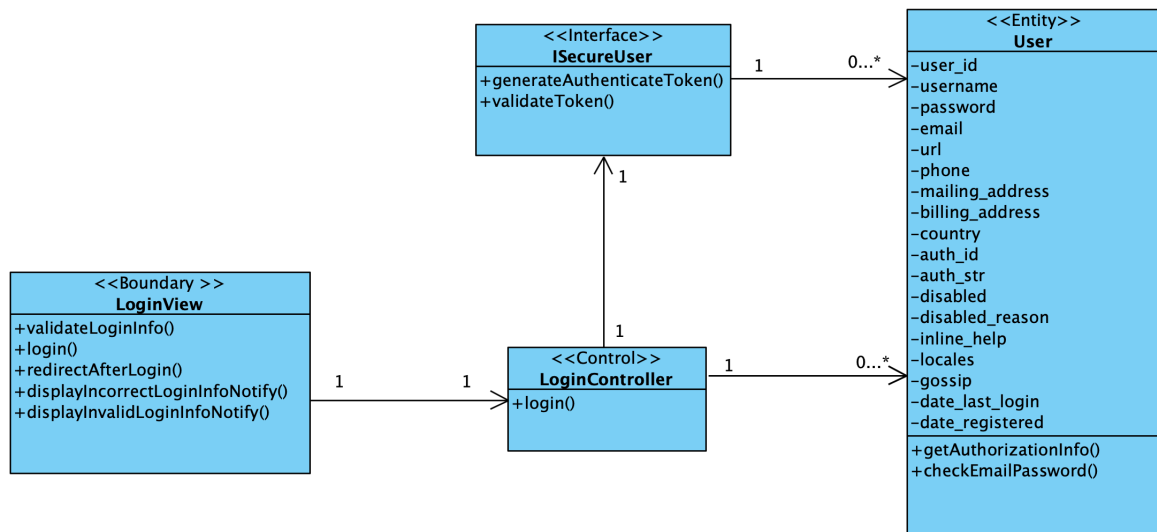 <<Interface>>
ISecureUser
+generateAuthenticateToken()
+validateToken()
1
0...*
<<Entity>>
User
-user_id
-username
-password
-email
-url
-phone
-mailing_address
-billing_address
-country
-auth_id
-auth_str
-disabled
-disabled_reason
-inline_help
-locales
-gossip
-date_last_login
-date_registered
+getAuthorizationInfo()
+checkEmailPassword()
1
1
<<Boundary >>
LoginView
+validateLoginInfo()
+login()
+redirectAfterLogin()
+displayIncorrectLoginInfoNotify()
+displayInvalidLoginInfoNotify()
1
1
<<Control>>
LoginController
+login()
1
0...*